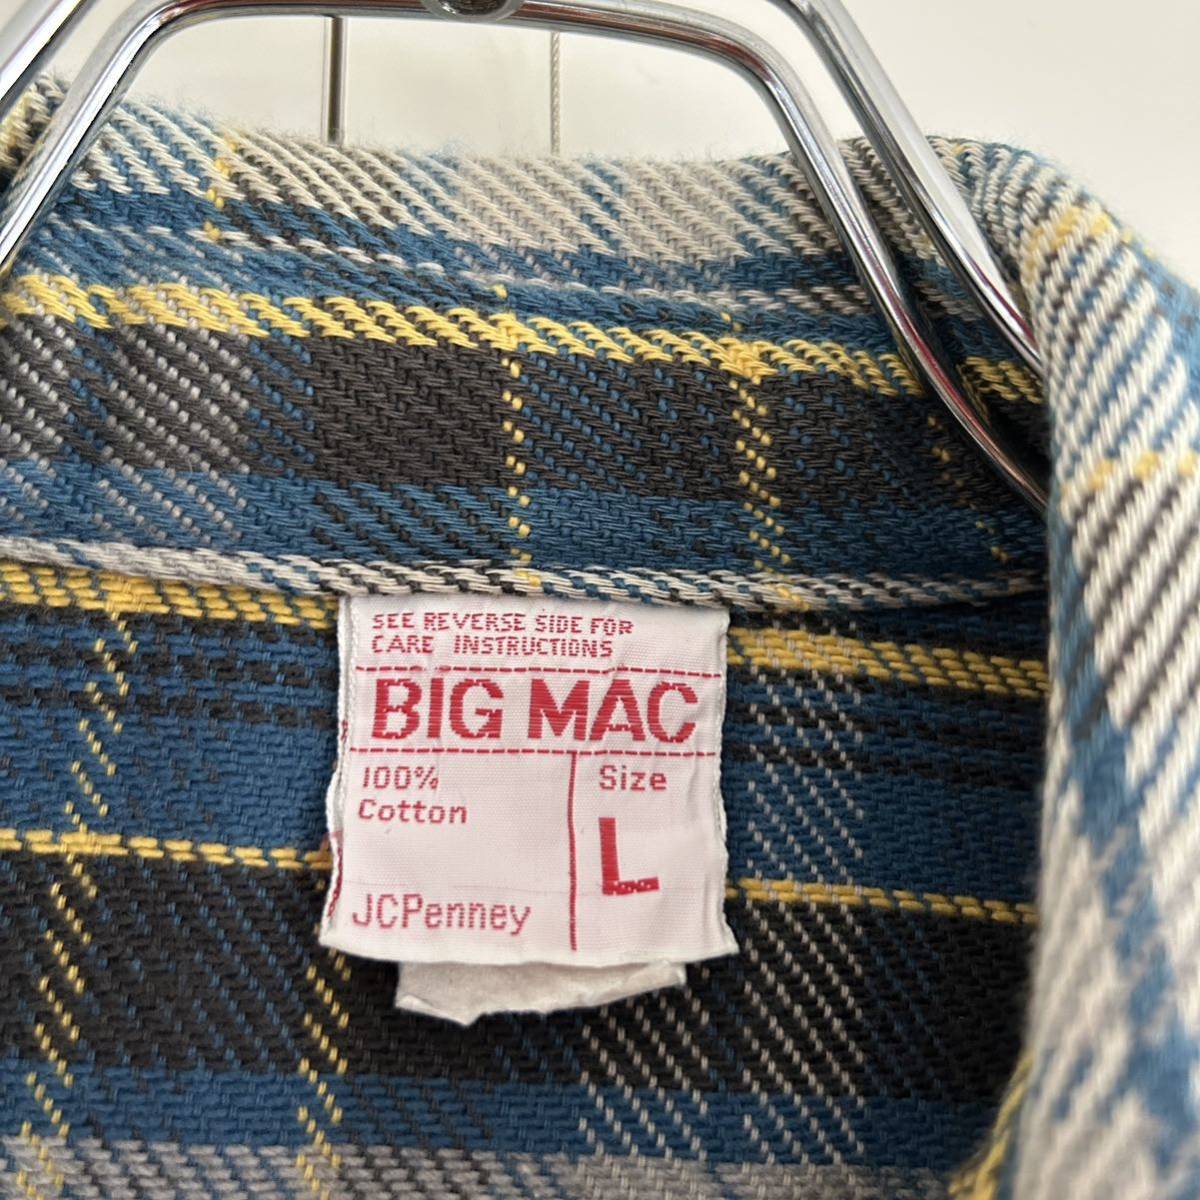 SEE REVERSE SIDE FOR
CARE INSTRUCTIONS
BIG MAC
100%
Cotton
Size
L
JCPenney